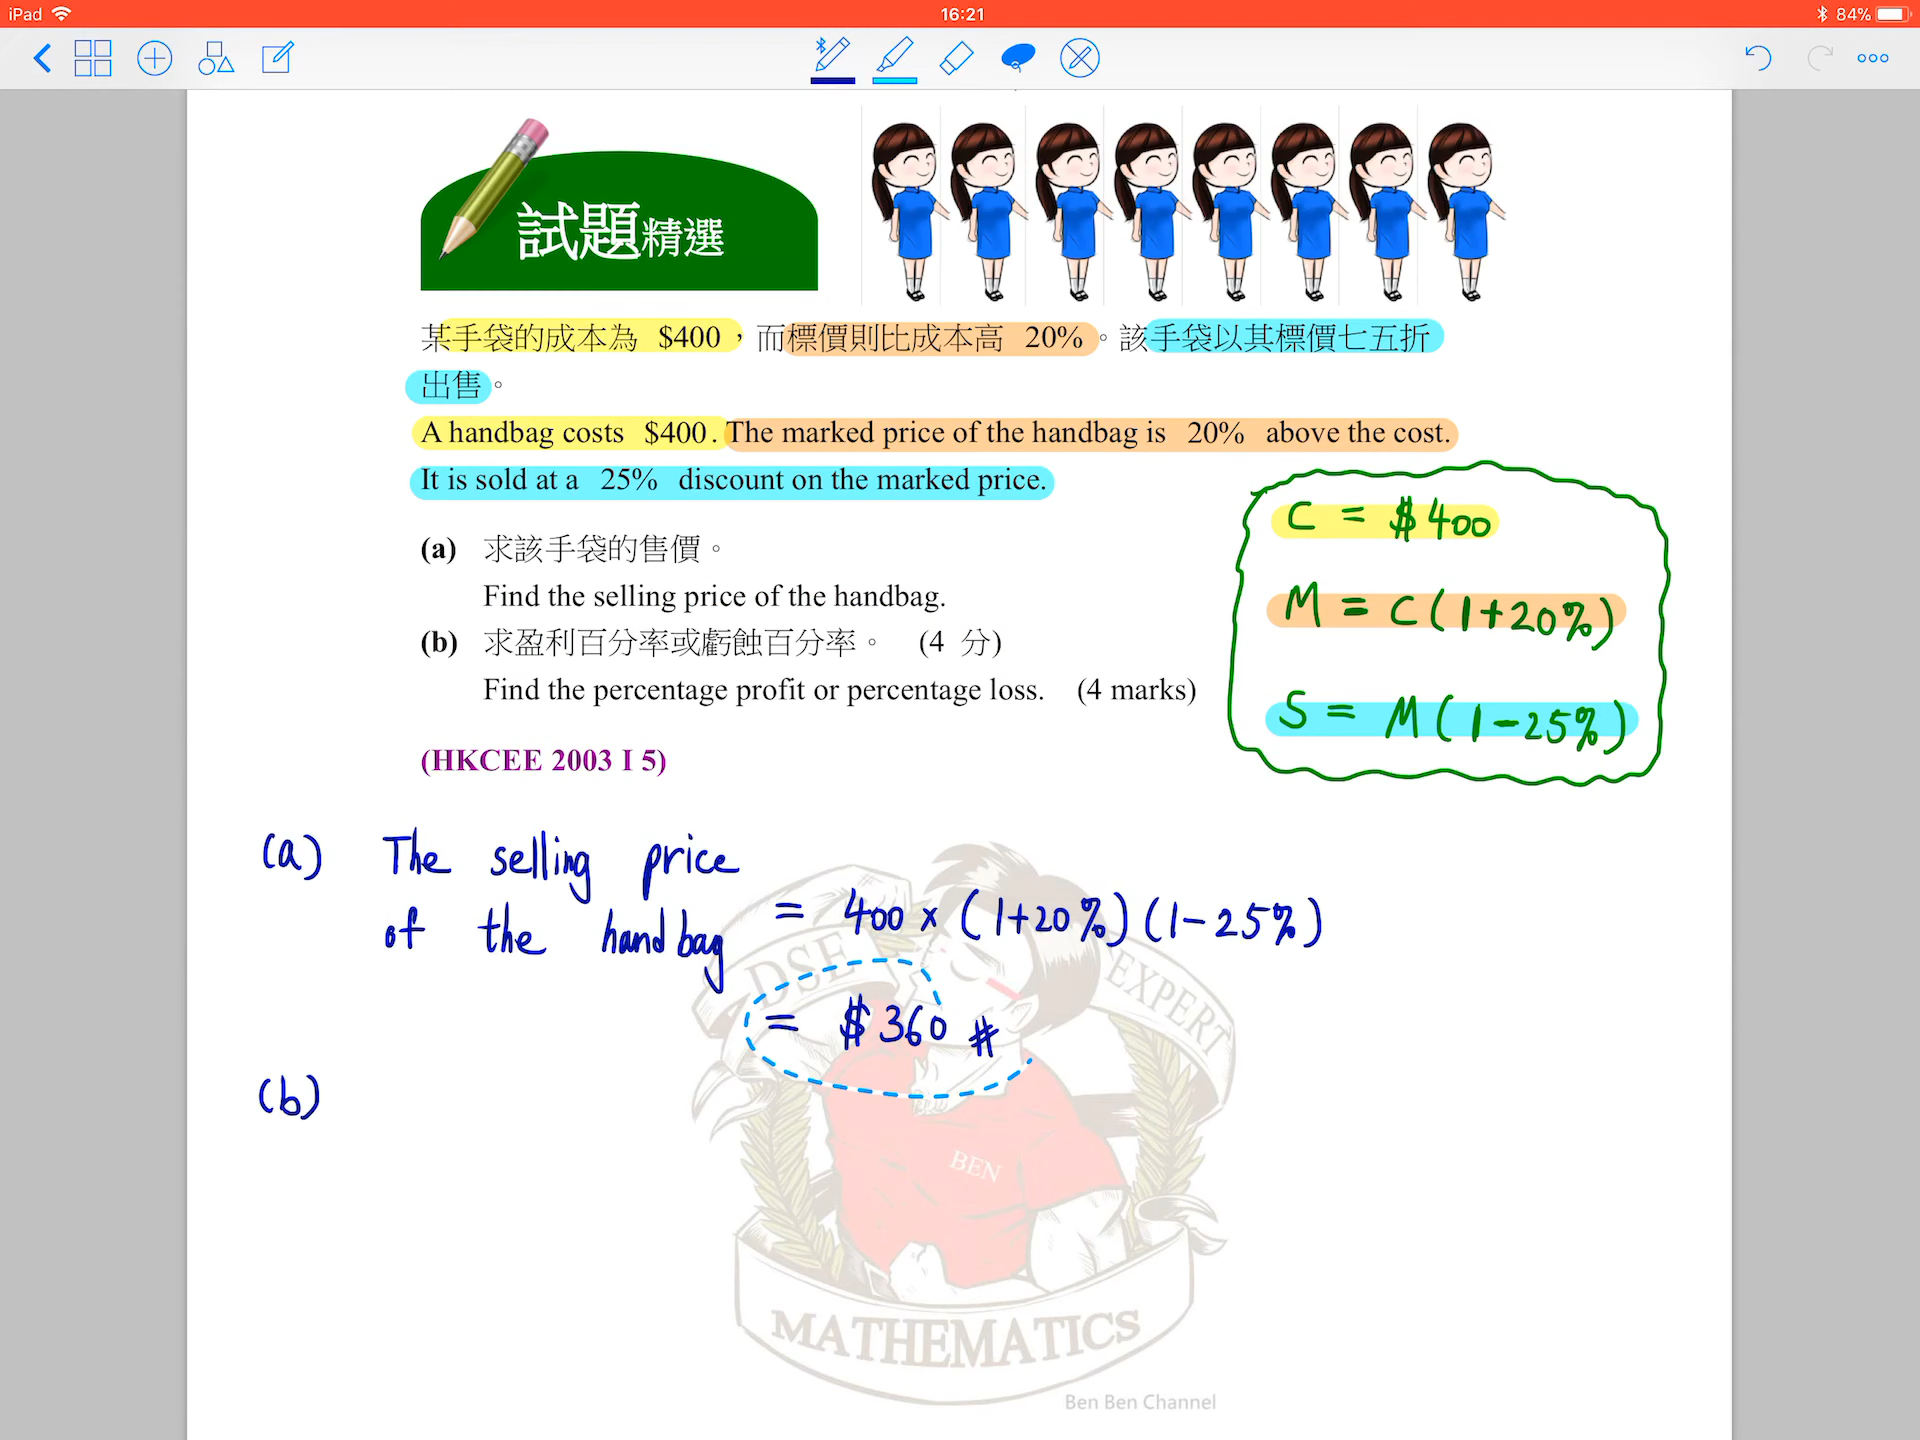 iPad
16:21
84%
試題精選
某手袋的成本為 $400，而標價則比成本高 20%。該手袋以其標價七五折
出售。
A handbag costs $400. The marked price of the handbag is 20% above the cost.
It is sold at a 25% discount on the marked price.
(a) 求該手袋的售價。
Find the selling price of the handbag.
(b) 求盈利百分率或虧蝕百分率。 (4 分)
Find the percentage profit or percentage loss. (4 marks)
(HKCEE 2003 I 5)
C = $400
M = C(1+20%)
S = M(1-25%)
(a) The selling price
of the handbag = 400 × (1+20%)(1-25%)
= $360 #
(b)
DSE EXPERT
BEN
MATHEMATICS
Ben Ben Channel